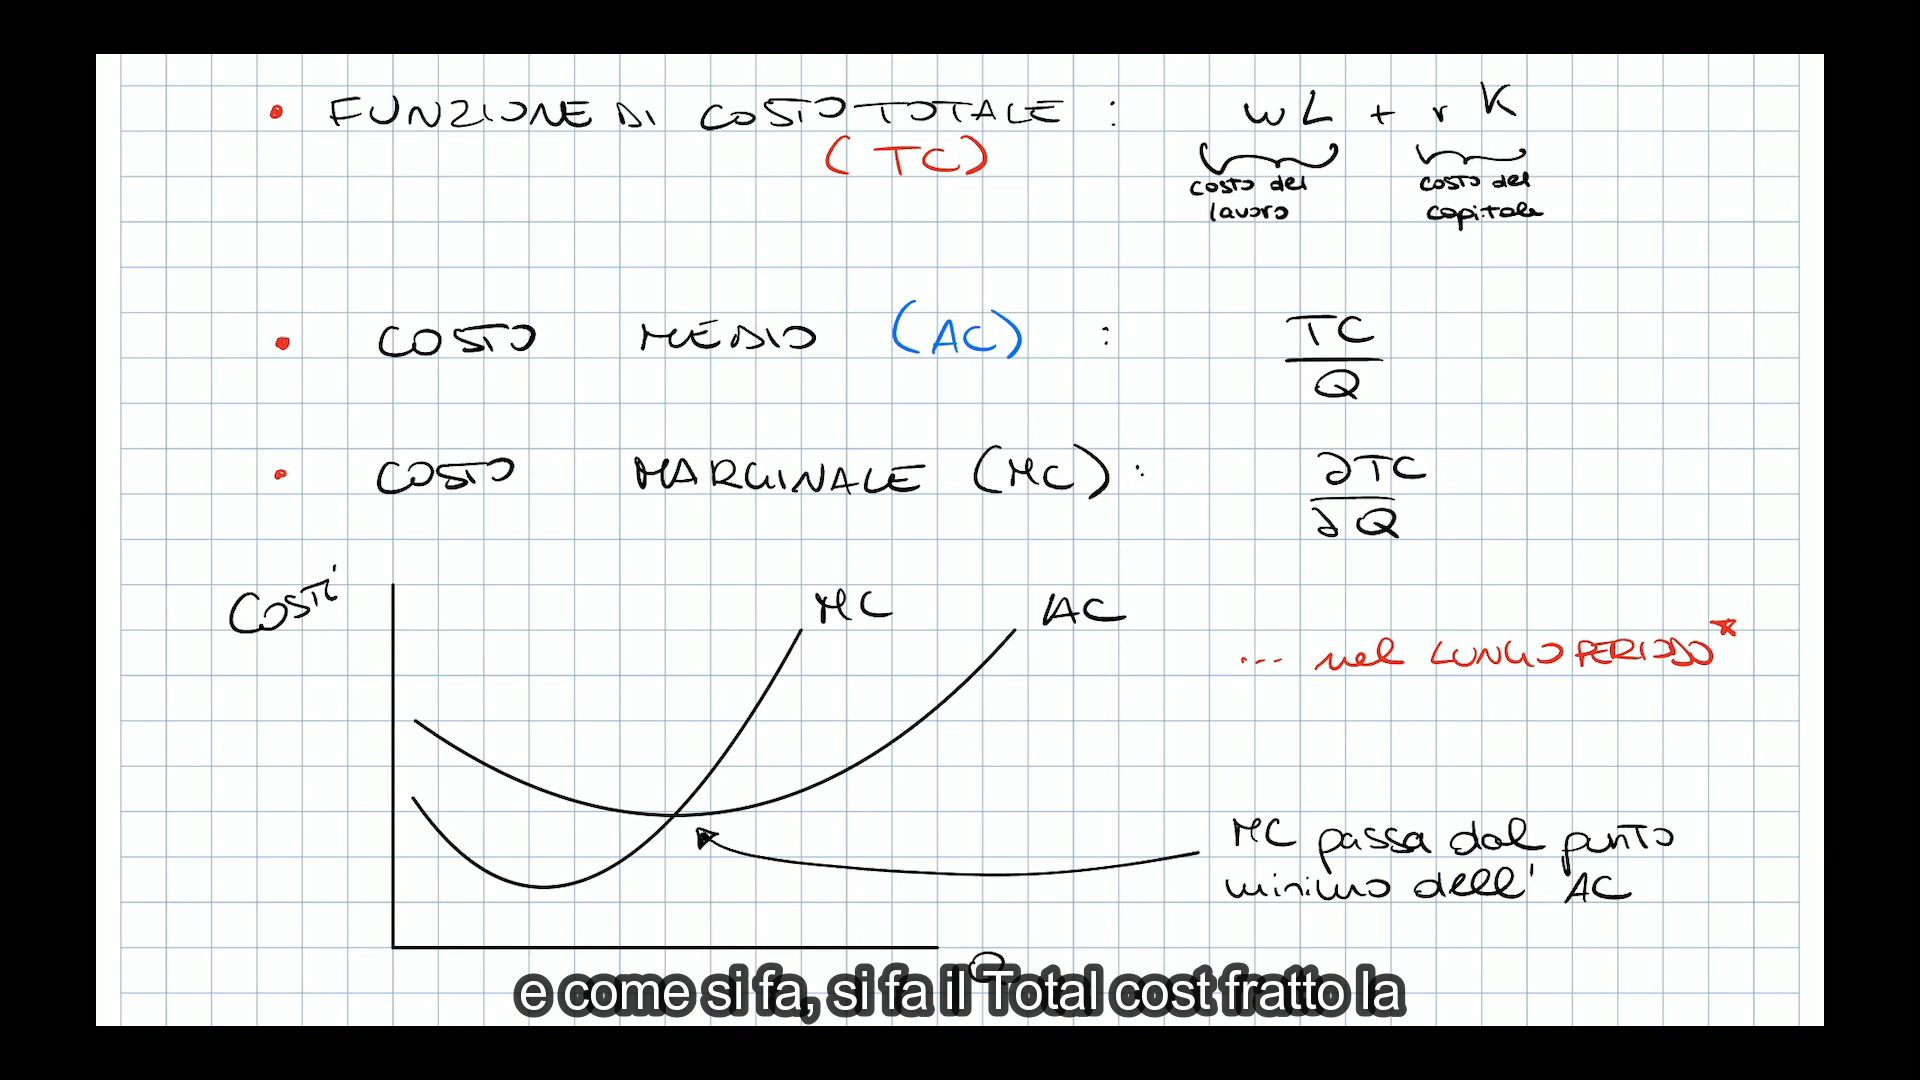 • FUNZIONE DI COSTO TOTALE : wL + rK
(TC)
costo del lavoro
costo del capitale
• COSTO MEDIO (AC) : TC
Q
• COSTO MARGINALE (MC) : ∂TC
∂Q
Costi
MC
AC
... nel LUNGO PERIODO*
MC passa dal punto
minimo dell' AC
Q
e come si fa, si fa il Total cost fratto la